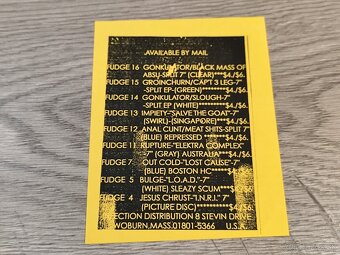 AVAILABLE BY MAIL
FUDGE 16 GONKULATOR/BLACK MASS OF
ABSU-SPLIT 7" (CLEAR)***$4./$6.
FUDGE 15 GROINCHURN/CAPT 3 LEG-7"
-SPLIT EP-(GREEN)********$4./$6.
FUDGE 14 GONKULATOR/SLOUGH-7"
-SPLIT EP (WHITE)********$4./$6.
FUDGE 13 IMPIETY-"SALVE THE GOAT"-7"
(SWIRL)-(SINGAPORE)***$4./$6.
FUDGE 12 ANAL CUNT/MEAT SHITS-SPLIT 7"
(BLUE) REPRESSED *******$4./$6.
FUDGE 11 RUPTURE-"ELEKTRA COMPLEX"
-7" (GRAY) AUSTRALIA***$4./$6.
FUDGE 7 OUT COLD-"LOST CAUSE"-7"
(BLUE) BOSTON HC
FUDGE 5 BULGE-"L.O.A.D."-7"
(WHITE) SLEAZY SCUM
FUDGE 4 JESUS CHRUST-"I.N.R.I." 7"
(PICTURE DISC)
ECTION DISTRIBUTION 8 STEVIN DRIVE
WOBURN,MASS.01801-5366 U.S.A.